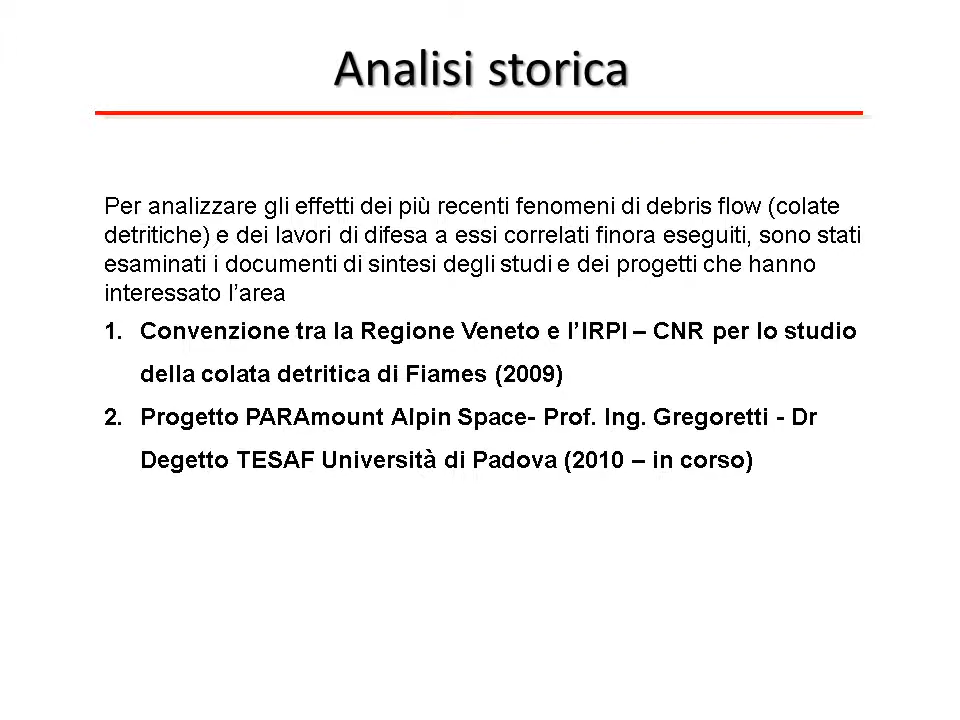 Analisi storica
Per analizzare gli effetti dei più recenti fenomeni di debris flow (colate
detritiche) e dei lavori di difesa a essi correlati finora eseguiti, sono stati
esaminati i documenti di sintesi degli studi e dei progetti che hanno
interessato l’area
1. Convenzione tra la Regione Veneto e l’IRPI – CNR per lo studio
della colata detritica di Fiames (2009)
2. Progetto PARAmount Alpin Space- Prof. Ing. Gregoretti - Dr
Degetto TESAF Università di Padova (2010 – in corso)